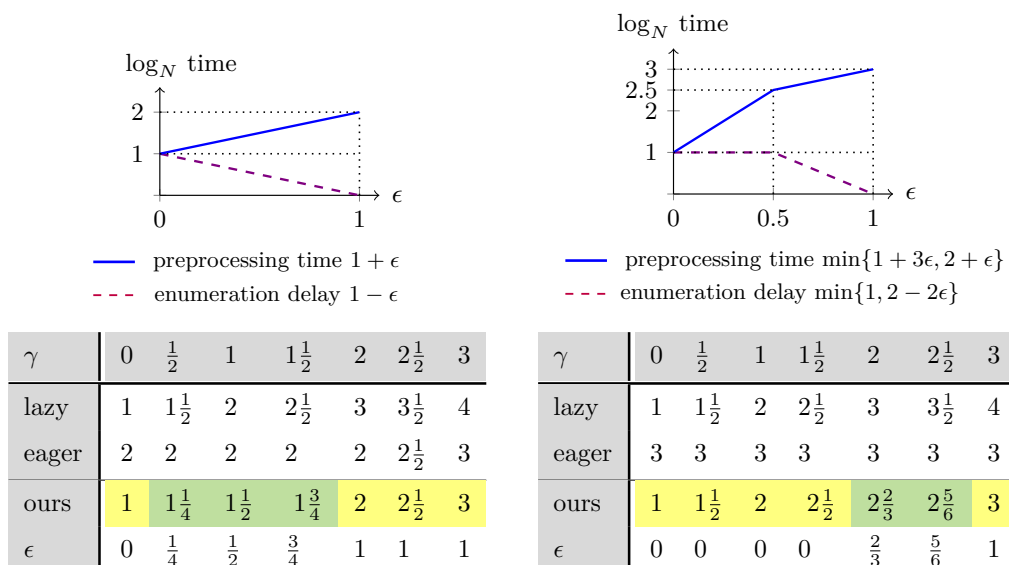 log_N time
2
1
0
1
ϵ
preprocessing time 1 + ϵ
enumeration delay 1 − ϵ
γ 0 1/2 1 1 1/2 2 2 1/2 3
lazy 1 1 1/2 2 2 1/2 3 3 1/2 4
eager 2 2 2 2 2 2 1/2 3
ours 1 1 1/4 1 1/2 1 3/4 2 2 1/2 3
ϵ 0 1/4 1/2 3/4 1 1 1
log_N time
3
2.5
2
1
0
0.5
1
ϵ
preprocessing time min{1 + 3ϵ, 2 + ϵ}
enumeration delay min{1, 2 − 2ϵ}
γ 0 1/2 1 1 1/2 2 2 1/2 3
lazy 1 1 1/2 2 2 1/2 3 3 1/2 4
eager 3 3 3 3 3 3 3
ours 1 1 1/2 2 2 1/2 2 2/3 2 5/6 3
ϵ 0 0 0 0 2/3 5/6 1